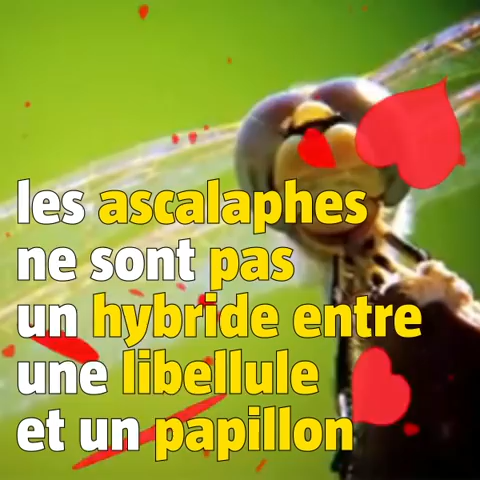 les ascalaphes
ne sont pas
un hybride entre
une libellule
et un papillon